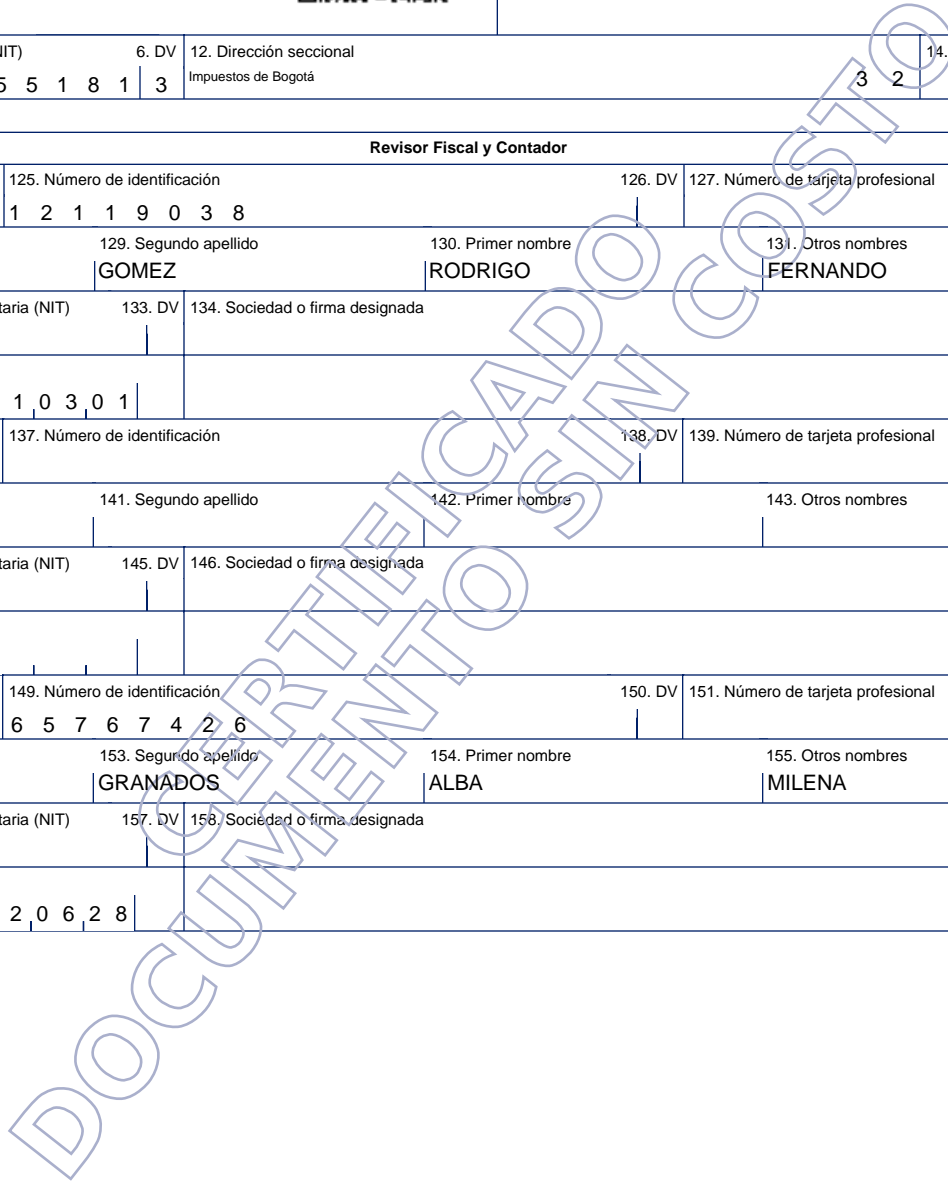 IIT) 6. DV 12. Dirección seccional 14.
5 5 1 8 1 3 Impuestos de Bogotá 3 2
Revisor Fiscal y Contador
125. Número de identificación 126. DV 127. Número de tarjeta profesional
1 2 1 1 9 0 3 8
129. Segundo apellido 130. Primer nombre 131. Otros nombres
GOMEZ RODRIGO FERNANDO
taria (NIT) 133. DV 134. Sociedad o firma designada
1 0 3 0 1
137. Número de identificación 138. DV 139. Número de tarjeta profesional
141. Segundo apellido 142. Primer nombre 143. Otros nombres
taria (NIT) 145. DV 146. Sociedad o firma designada
149. Número de identificación 150. DV 151. Número de tarjeta profesional
6 5 7 6 7 4 2 6
153. Segundo apellido 154. Primer nombre 155. Otros nombres
GRANADOS ALBA MILENA
taria (NIT) 157. DV 158. Sociedad o firma designada
2 0 6 2 8
CERTIFICADO
DOCUMENTO SIN COSTO